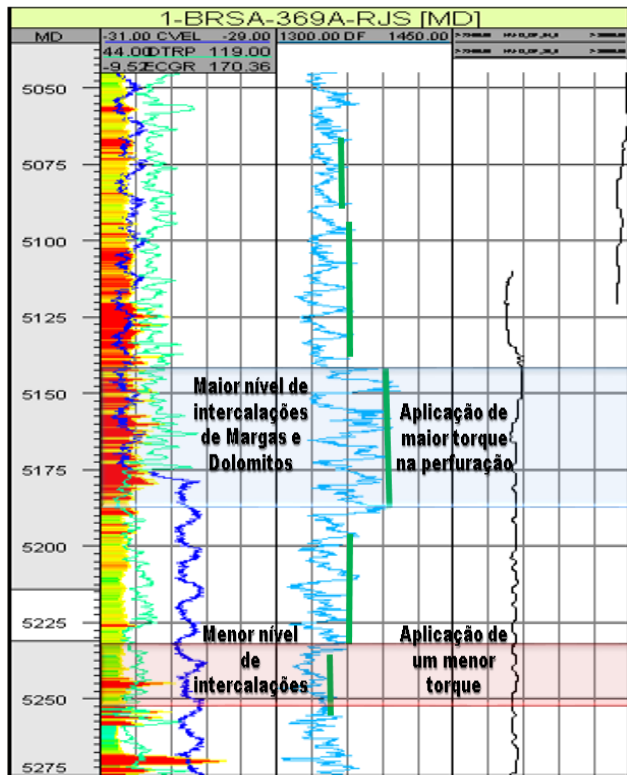 1-BRSA-369A-RJS [MD]
MD
-31.00 CVEL -29.00
1300.00 DF 1450.00
44.00 DTRP 119.00
-9.52 ECGR 170.36
5050
5075
5100
5125
5150
5175
5200
5225
5250
5275
Maior nível de
intercalações
de Margas e
Dolomitos
Aplicação de
maior torque
na perfuração
Menor nível
de
intercalações
Aplicação de
um menor
torque